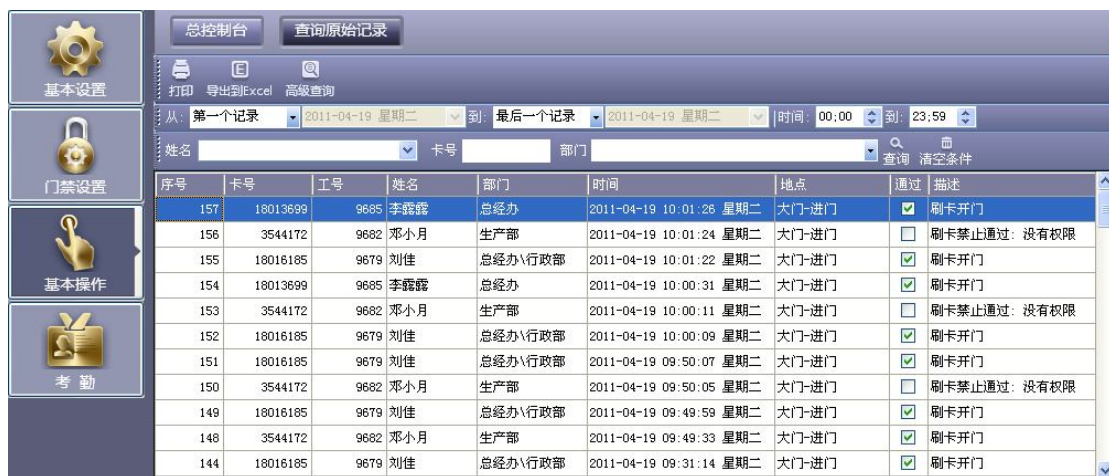 总控制台 查询原始记录
基本设置
打印 导出到Excel 高级查询
从: 第一个记录 2011-04-19 星期二 到: 最后一个记录 2011-04-19 星期二 时间: 00:00 到: 23:59
姓名 卡号 部门 查询 清空条件
门禁设置
序号 卡号 工号 姓名 部门 时间 地点 通过 描述
157 18013699 9685 李露露 总经办 2011-04-19 10:01:26 星期二 大门-进门 刷卡开门
156 3544172 9682 邓小月 生产部 2011-04-19 10:01:24 星期二 大门-进门 刷卡禁止通过: 没有权限
155 18016185 9679 刘佳 总经办\行政部 2011-04-19 10:01:22 星期二 大门-进门 刷卡开门
基本操作
154 18013699 9685 李露露 总经办 2011-04-19 10:00:31 星期二 大门-进门 刷卡开门
153 3544172 9682 邓小月 生产部 2011-04-19 10:00:11 星期二 大门-进门 刷卡禁止通过: 没有权限
152 18016185 9679 刘佳 总经办\行政部 2011-04-19 10:00:09 星期二 大门-进门 刷卡开门
151 18016185 9679 刘佳 总经办\行政部 2011-04-19 09:50:07 星期二 大门-进门 刷卡开门
考 勤
150 3544172 9682 邓小月 生产部 2011-04-19 09:50:05 星期二 大门-进门 刷卡禁止通过: 没有权限
149 18016185 9679 刘佳 总经办\行政部 2011-04-19 09:49:59 星期二 大门-进门 刷卡开门
148 3544172 9682 邓小月 生产部 2011-04-19 09:49:33 星期二 大门-进门 刷卡开门
144 18016185 9679 刘佳 总经办\行政部 2011-04-19 09:31:14 星期二 大门-进门 刷卡开门